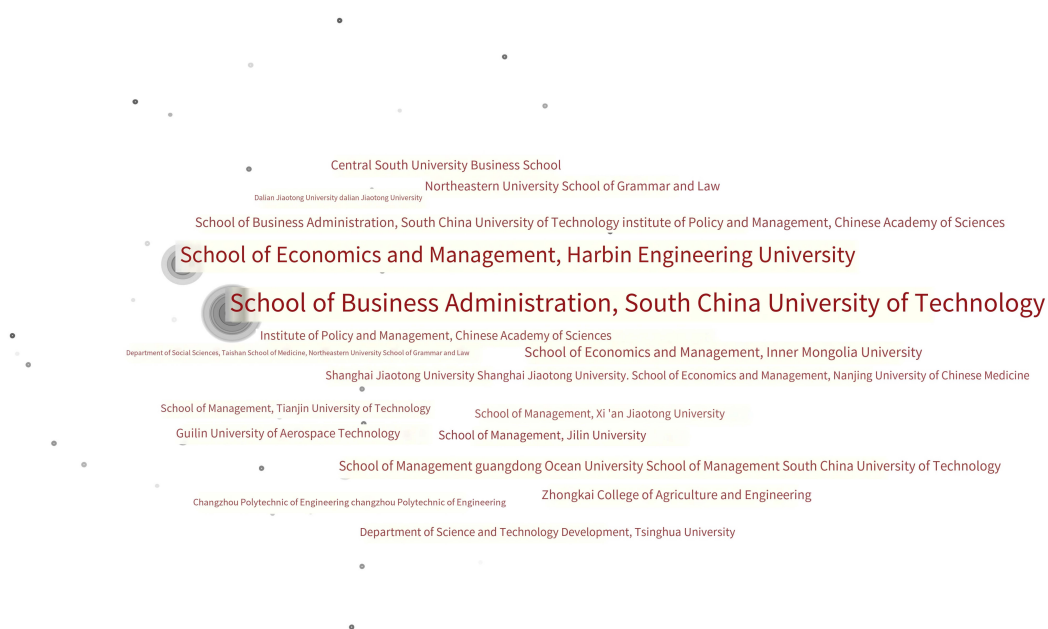 Central South University Business School
Northeastern University School of Grammar and Law
Dalian Jiaotong University dalian Jiaotong University
School of Business Administration, South China University of Technology institute of Policy and Management, Chinese Academy of Sciences
School of Economics and Management, Harbin Engineering University
School of Business Administration, South China University of Technology
Institute of Policy and Management, Chinese Academy of Sciences
Department of Social Sciences, Taishan School of Medicine, Northeastern University School of Grammar and Law
School of Economics and Management, Inner Mongolia University
Shanghai Jiaotong University Shanghai Jiaotong University. School of Economics and Management, Nanjing University of Chinese Medicine
School of Management, Tianjin University of Technology
School of Management, Xi 'an Jiaotong University
Guilin University of Aerospace Technology
School of Management, Jilin University
School of Management guangdong Ocean University School of Management South China University of Technology
Zhongkai College of Agriculture and Engineering
Changzhou Polytechnic of Engineering changzhou Polytechnic of Engineering
Department of Science and Technology Development, Tsinghua University